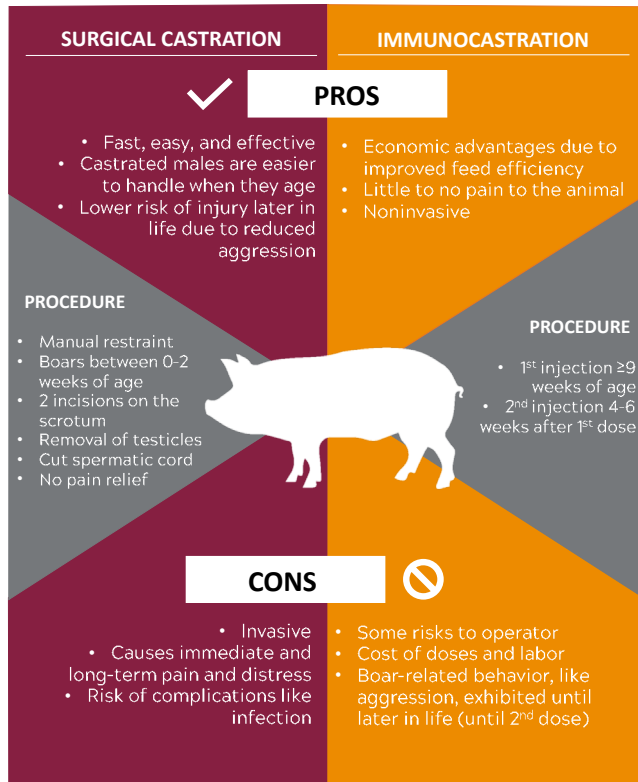 SURGICAL CASTRATION
IMMUNOCASTRATION
PROS
• Fast, easy, and effective
• Castrated males are easier
to handle when they age
• Lower risk of injury later in
life due to reduced
aggression
• Economic advantages due to
improved feed efficiency
• Little to no pain to the animal
• Noninvasive
PROCEDURE
• Manual restraint
• Boars between 0-2
weeks of age
• 2 incisions on the
scrotum
• Removal of testicles
• Cut spermatic cord
• No pain relief
PROCEDURE
• 1st injection ≥9
weeks of age
• 2nd injection 4-6
weeks after 1st dose
CONS
• Invasive
• Causes immediate and
long-term pain and distress
• Risk of complications like
infection
• Some risks to operator
• Cost of doses and labor
• Boar-related behavior, like
aggression, exhibited until
later in life (until 2nd dose)